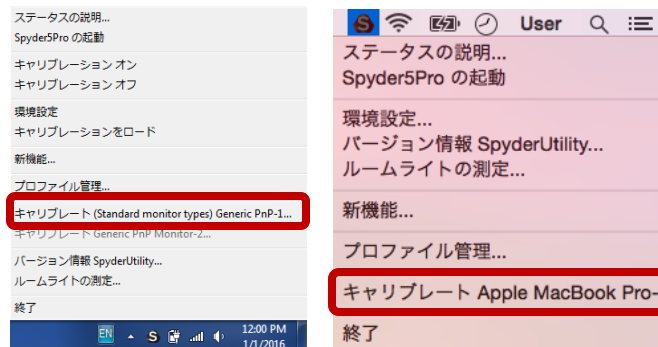 ステータスの説明...
Spyder5Pro の起動
キャリブレーション オン
キャリブレーション オフ
環境設定
キャリブレーションをロード
新機能...
プロファイル管理...
キャリブレート (Standard monitor types) Generic PnP-1...
キャリブレート Generic PnP Monitor-2...
バージョン情報 SpyderUtility...
ルームライトの測定...
終了
EN S 12:00 PM
1/1/2016
S User
ステータスの説明...
Spyder5Pro の起動
環境設定...
バージョン情報 SpyderUtility...
ルームライトの測定...
新機能...
プロファイル管理...
キャリブレート Apple MacBook Pro-
終了